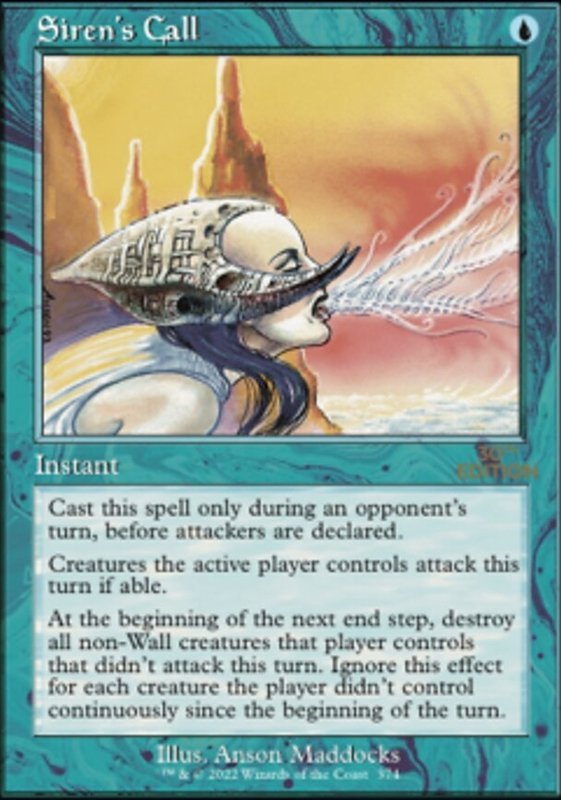 Siren's Call
30TH
EDITION
Instant
Cast this spell only during an opponent's
turn, before attackers are declared.
Creatures the active player controls attack this
turn if able.
At the beginning of the next end step, destroy
all non-Wall creatures that player controls
that didn't attack this turn. Ignore this effect
for each creature the player didn't control
continuously since the beginning of the turn.
Illus. Anson Maddocks
™ & © 2022 Wizards of the Coast 374